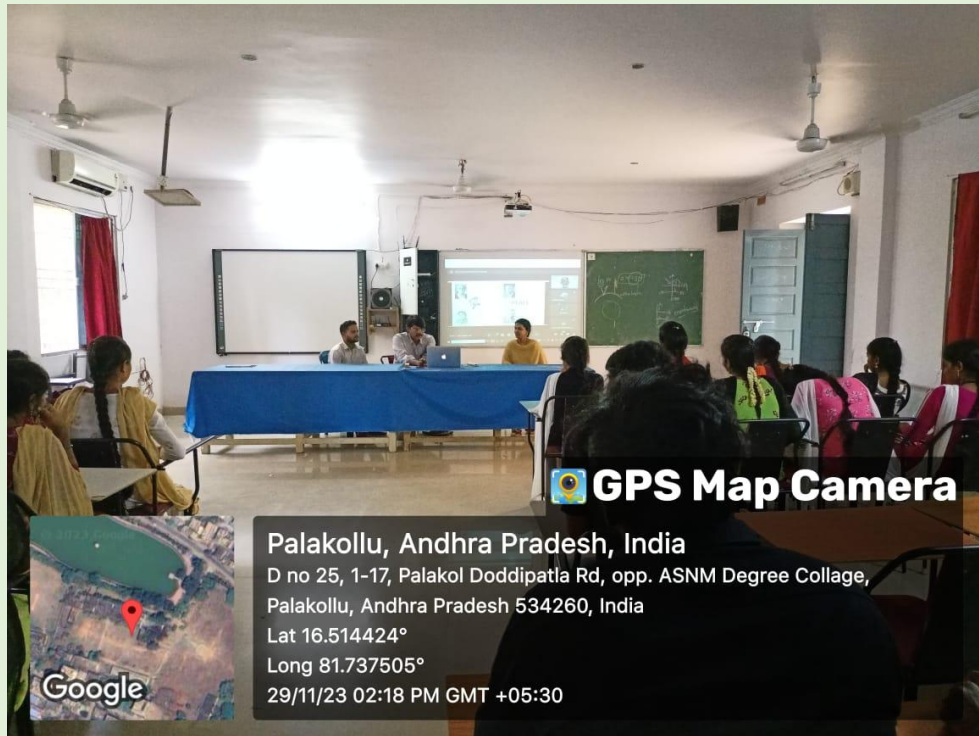 GPS Map Camera
Palakollu, Andhra Pradesh, India
D no 25, 1-17, Palakol Doddipatla Rd, opp. ASNM Degree Collage,
Palakollu, Andhra Pradesh 534260, India
Lat 16.514424°
Long 81.737505°
29/11/23 02:18 PM GMT +05:30
Google